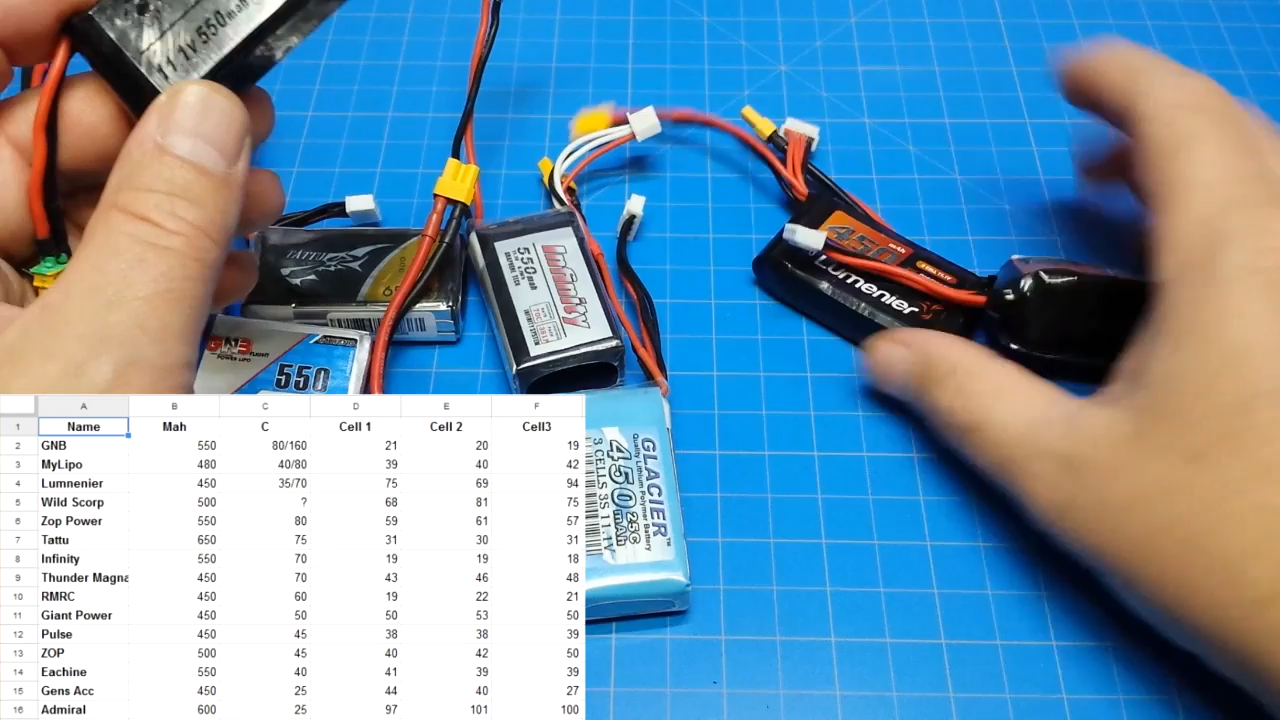 11.1v 550mah
TATTU
GNB
550
Infinity
550mah
GRAPHENE TECH
70C
450
mAh
Lumenier
GLACIER™
Quality Lithium Polymer Battery
450mAh
25C
3 CELLS 3S 11.1V
A B C D E F
1 Name Mah C Cell 1 Cell 2 Cell3
2 GNB 550 80/160 21 20 19
3 MyLipo 480 40/80 39 40 42
4 Lumnenier 450 35/70 75 69 94
5 Wild Scorp 500 ? 68 81 75
6 Zop Power 550 80 59 61 57
7 Tattu 650 75 31 30 31
8 Infinity 550 70 19 19 18
9 Thunder Magna 450 70 43 46 48
10 RMRC 450 60 19 22 21
11 Giant Power 450 50 50 53 50
12 Pulse 450 45 38 38 39
13 ZOP 500 45 40 42 50
14 Eachine 550 40 41 39 39
15 Gens Acc 450 25 44 40 27
16 Admiral 600 25 97 101 100